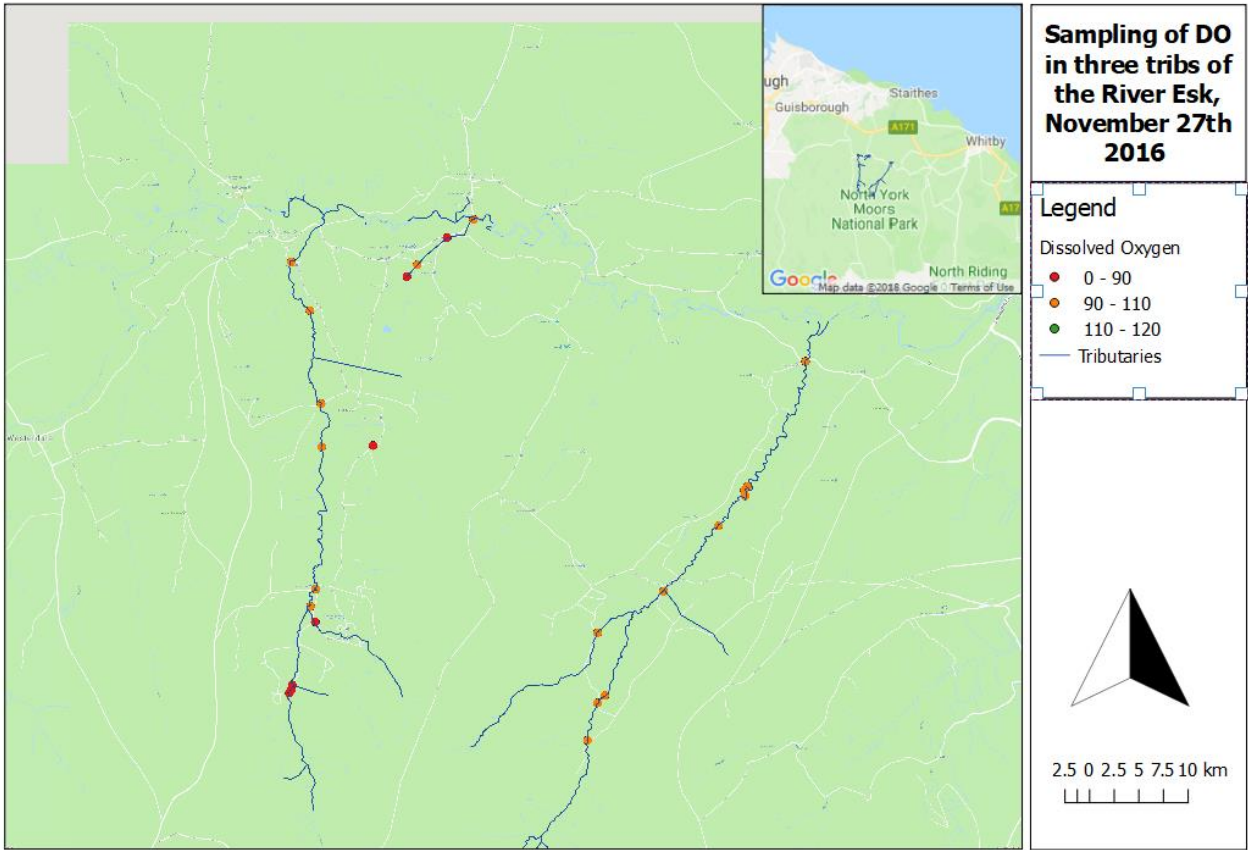 Sampling of DO
in three tribs of
the River Esk,
November 27th
2016
Legend
Dissolved Oxygen
0 - 90
90 - 110
110 - 120
Tributaries
2.5 0 2.5 5 7.5 10 km
ugh
Guisborough
Staithes
A171
Whitby
North York
Moors
National Park
A17
North Riding
Google
Map data ©2018 Google Terms of Use